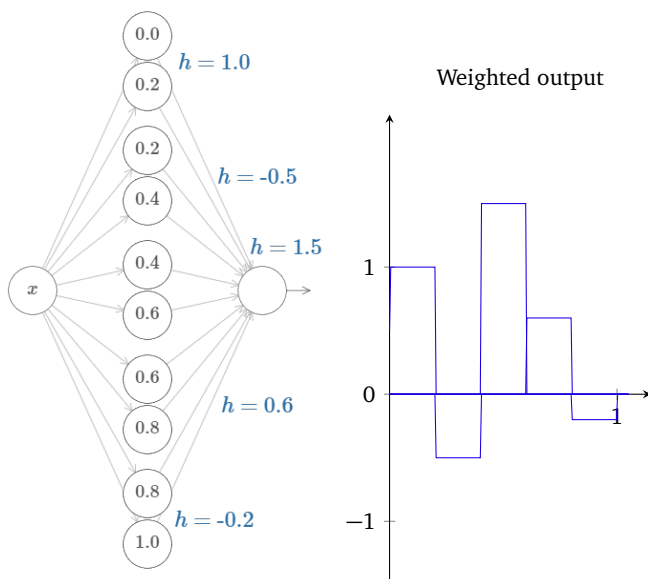 0.0
h = 1.0
0.2
0.2
h = -0.5
0.4
h = 1.5
0.4
x
0.6
0.6
h = 0.6
0.8
0.8
h = -0.2
1.0
Weighted output
1
0
1
−1